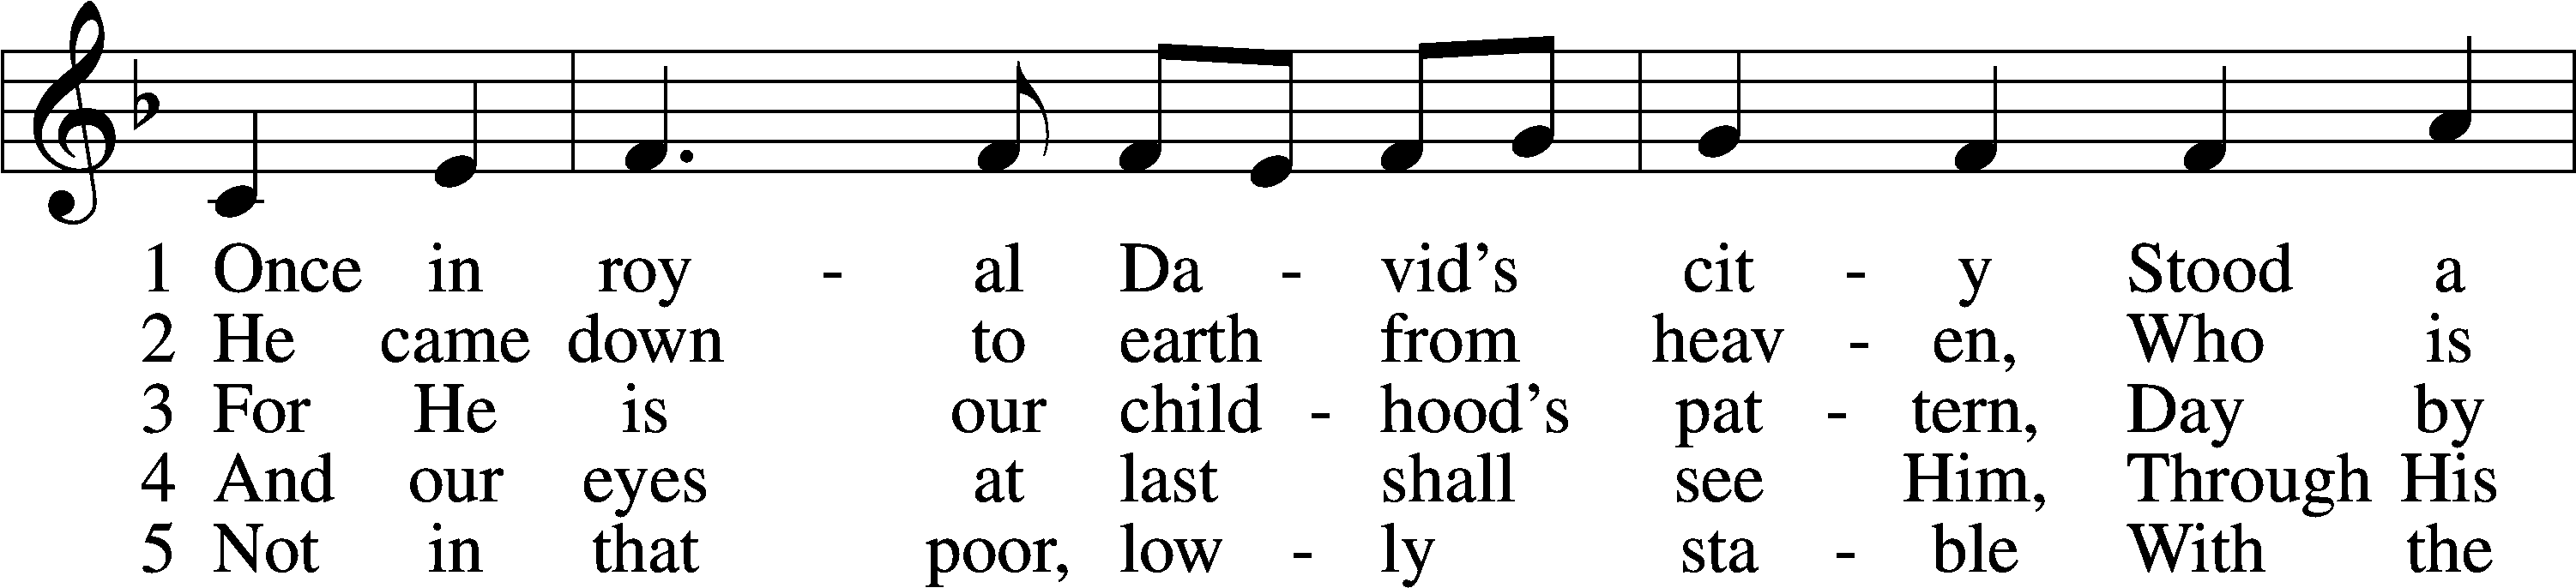 1 Once in roy - al Da - vid's cit - y Stood a
2 He came down to earth from heav - en, Who is
3 For He is our child - hood's pat - tern, Day by
4 And our eyes at last shall see Him, Through His
5 Not in that poor, low - ly sta - ble With the